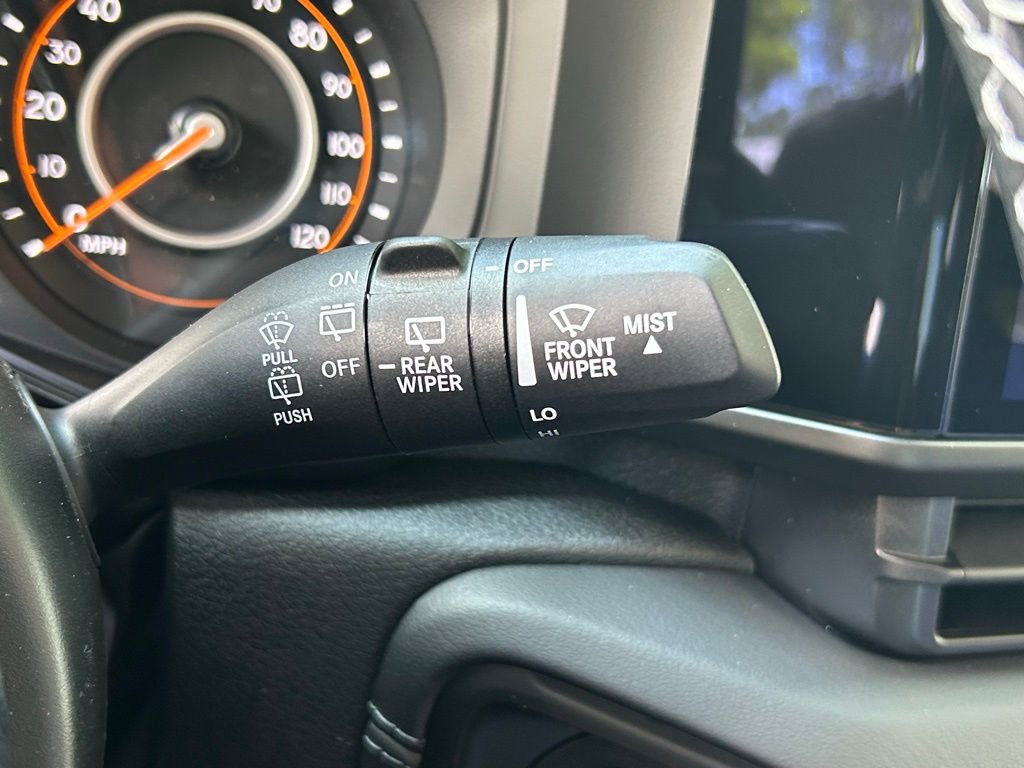 40
30
20
10
0
MPH
70
80
90
100
110
120
ON
OFF
PULL
PUSH
REAR
WIPER
OFF
FRONT
WIPER
MIST
LO
HI